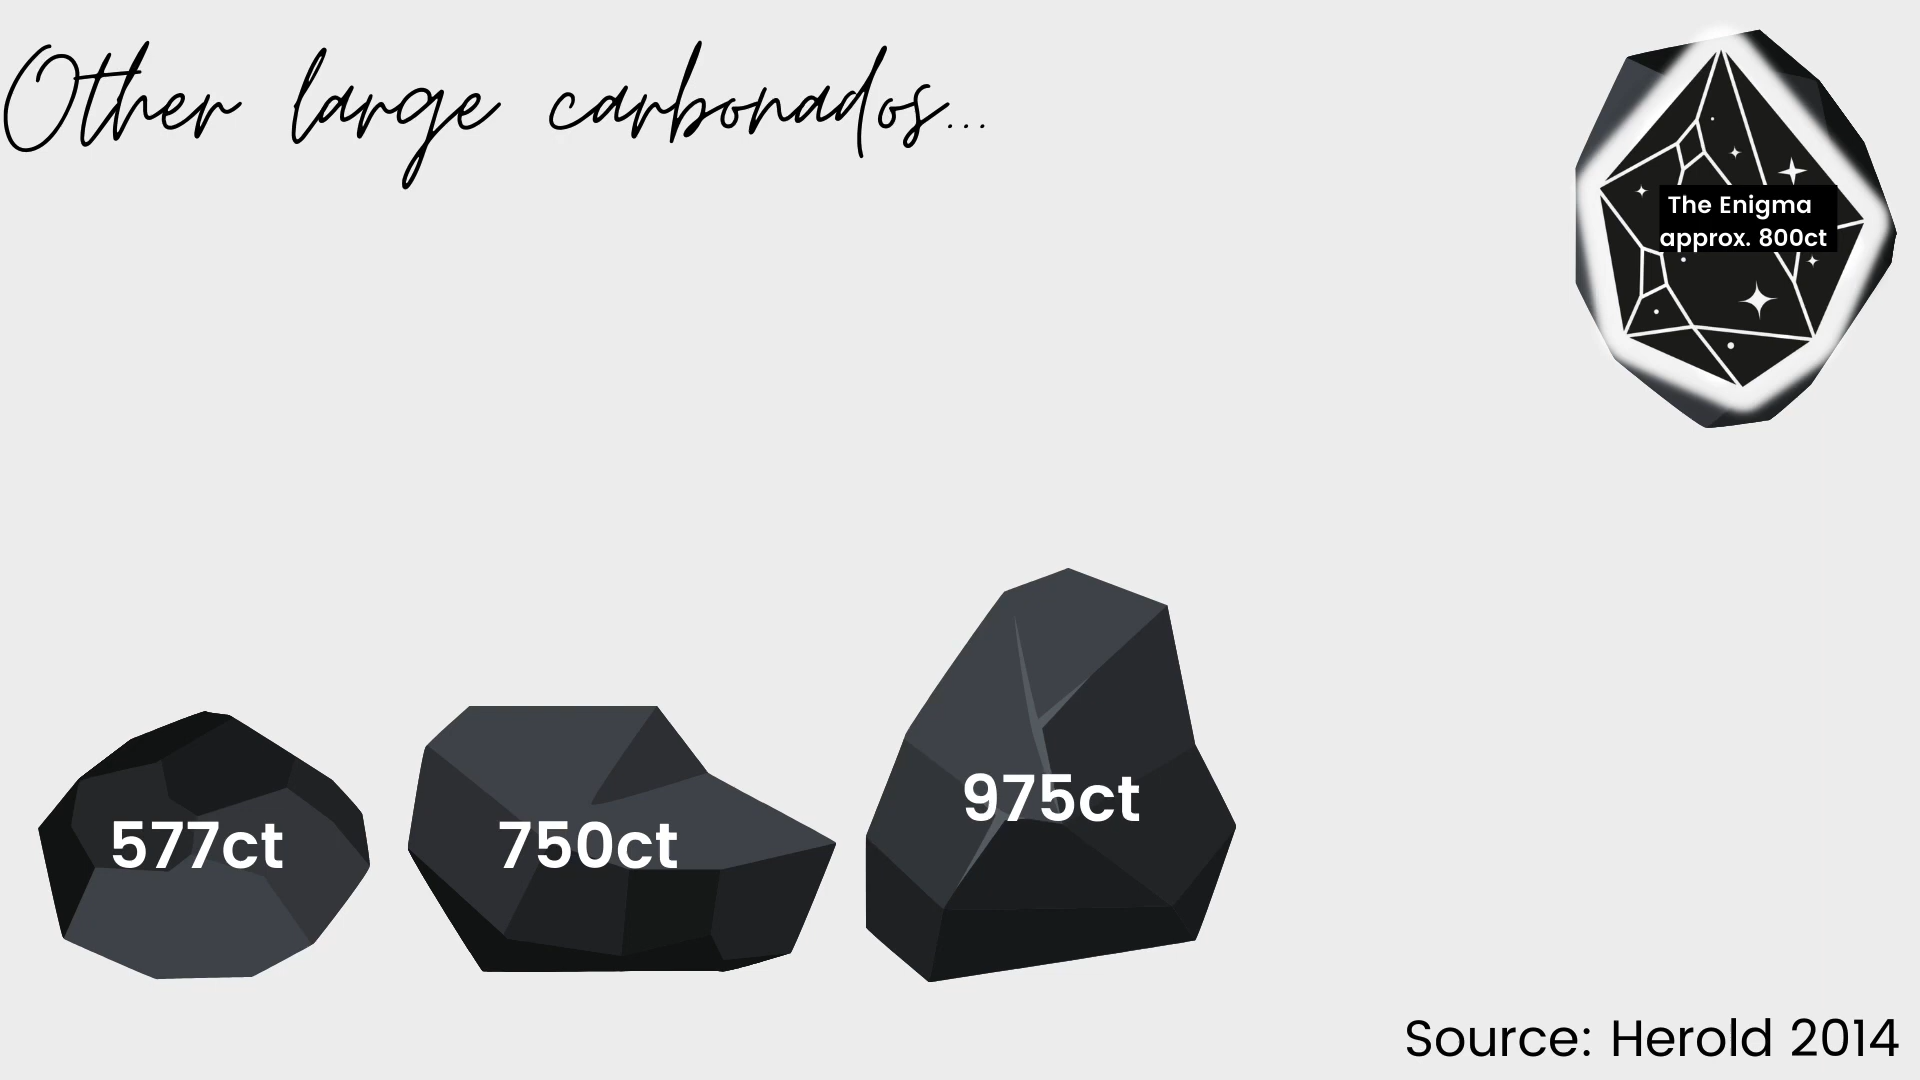 Other large carbonados...
The Enigma
approx. 800ct
577ct
750ct
975ct
Source: Herold 2014